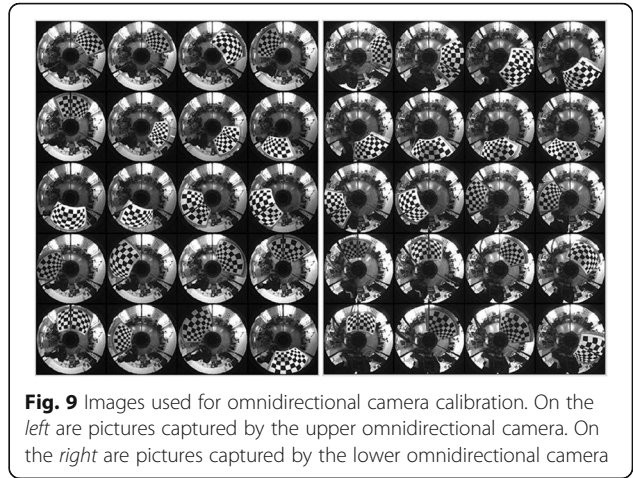 Fig. 9 Images used for omnidirectional camera calibration. On the
left are pictures captured by the upper omnidirectional camera. On
the right are pictures captured by the lower omnidirectional camera